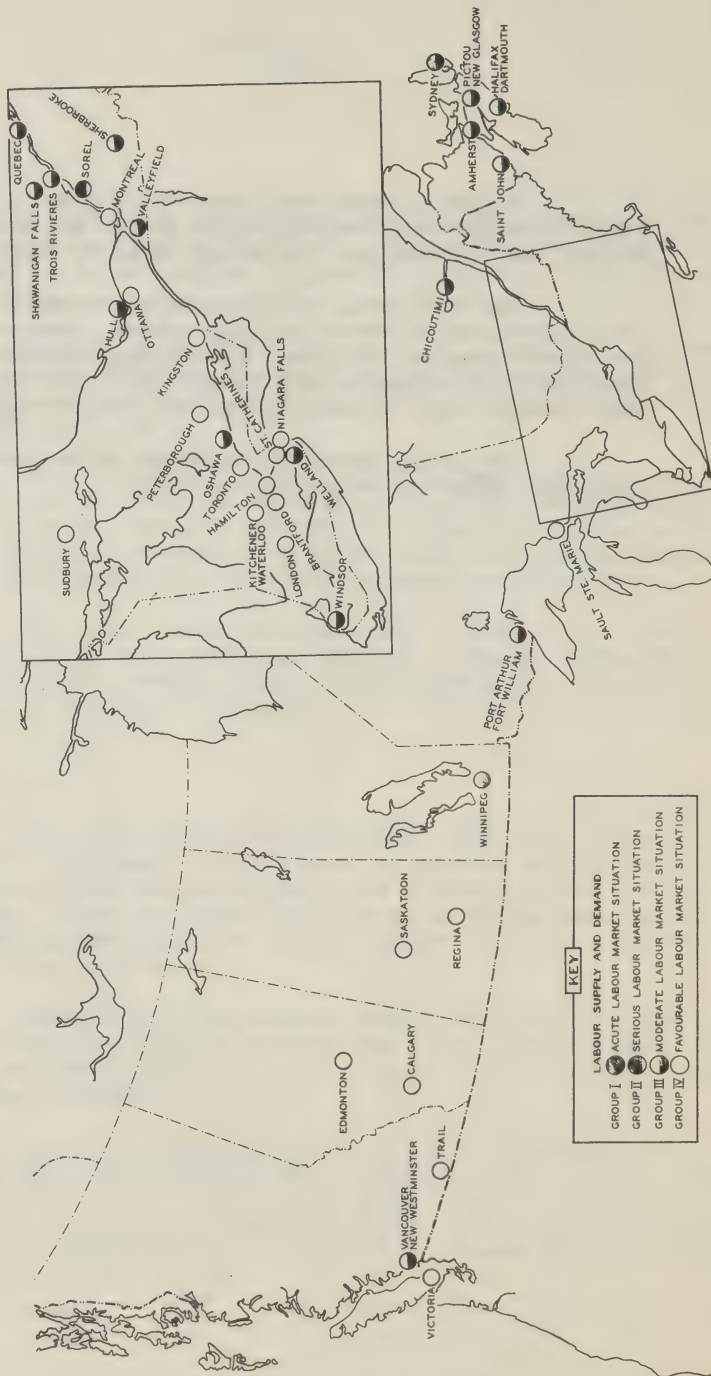 QUEBEC
SHAWANIGAN FALLS
TROIS RIVIERES
SOREL
SHERBROOKE
MONTREAL
VALLEYFIELD
HULL
OTTAWA
KINGSTON
PETERBOROUGH
OSHAWA
TORONTO
HAMILTON
ST. CATHERINES
NIAGARA FALLS
WELLAND
BRANTFORD
KITCHENER
WATERLOO
LONDON
WINDSOR
SUDBURY
SYDNEY
PICTOU
NEW GLASGOW
HALIFAX
DARTMOUTH
AMHERST
SAINT JOHN
CHICOUTIMI
SAULT STE. MARIE
PORT ARTHUR
FORT WILLIAM
WINNIPEG
SASKATOON
REGINA
EDMONTON
CALGARY
TRAIL
VANCOUVER
NEW WESTMINSTER
VICTORIA
KEY
LABOUR SUPPLY AND DEMAND
GROUP I ACUTE LABOUR MARKET SITUATION
GROUP II SERIOUS LABOUR MARKET SITUATION
GROUP III MODERATE LABOUR MARKET SITUATION
GROUP IV FAVOURABLE LABOUR MARKET SITUATION